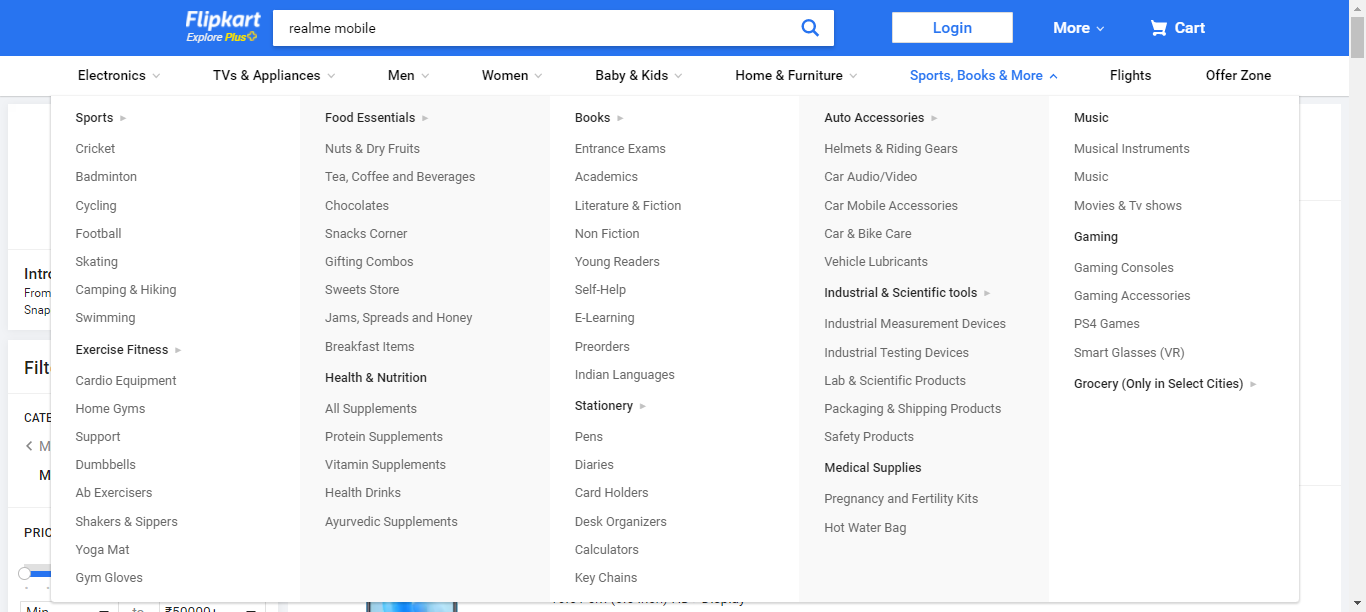 Flipkart
Explore Plus
realme mobile
Login
More
Cart
Electronics
TVs & Appliances
Men
Women
Baby & Kids
Home & Furniture
Sports, Books & More
Flights
Offer Zone
Sports
Cricket
Badminton
Cycling
Football
Skating
Camping & Hiking
Swimming
Exercise Fitness
Cardio Equipment
Home Gyms
Support
Dumbbells
Ab Exercisers
Shakers & Sippers
Yoga Mat
Gym Gloves
Food Essentials
Nuts & Dry Fruits
Tea, Coffee and Beverages
Chocolates
Snacks Corner
Gifting Combos
Sweets Store
Jams, Spreads and Honey
Breakfast Items
Health & Nutrition
All Supplements
Protein Supplements
Vitamin Supplements
Health Drinks
Ayurvedic Supplements
Books
Entrance Exams
Academics
Literature & Fiction
Non Fiction
Young Readers
Self-Help
E-Learning
Preorders
Indian Languages
Stationery
Pens
Diaries
Card Holders
Desk Organizers
Calculators
Key Chains
Auto Accessories
Helmets & Riding Gears
Car Audio/Video
Car Mobile Accessories
Car & Bike Care
Vehicle Lubricants
Industrial & Scientific tools
Industrial Measurement Devices
Industrial Testing Devices
Lab & Scientific Products
Packaging & Shipping Products
Safety Products
Medical Supplies
Pregnancy and Fertility Kits
Hot Water Bag
Music
Musical Instruments
Music
Movies & Tv shows
Gaming
Gaming Consoles
Gaming Accessories
PS4 Games
Smart Glasses (VR)
Grocery (Only in Select Cities)
Intr
From
Snap
Filt
CATE
M
M
PRIC
Min
to
₹50000+